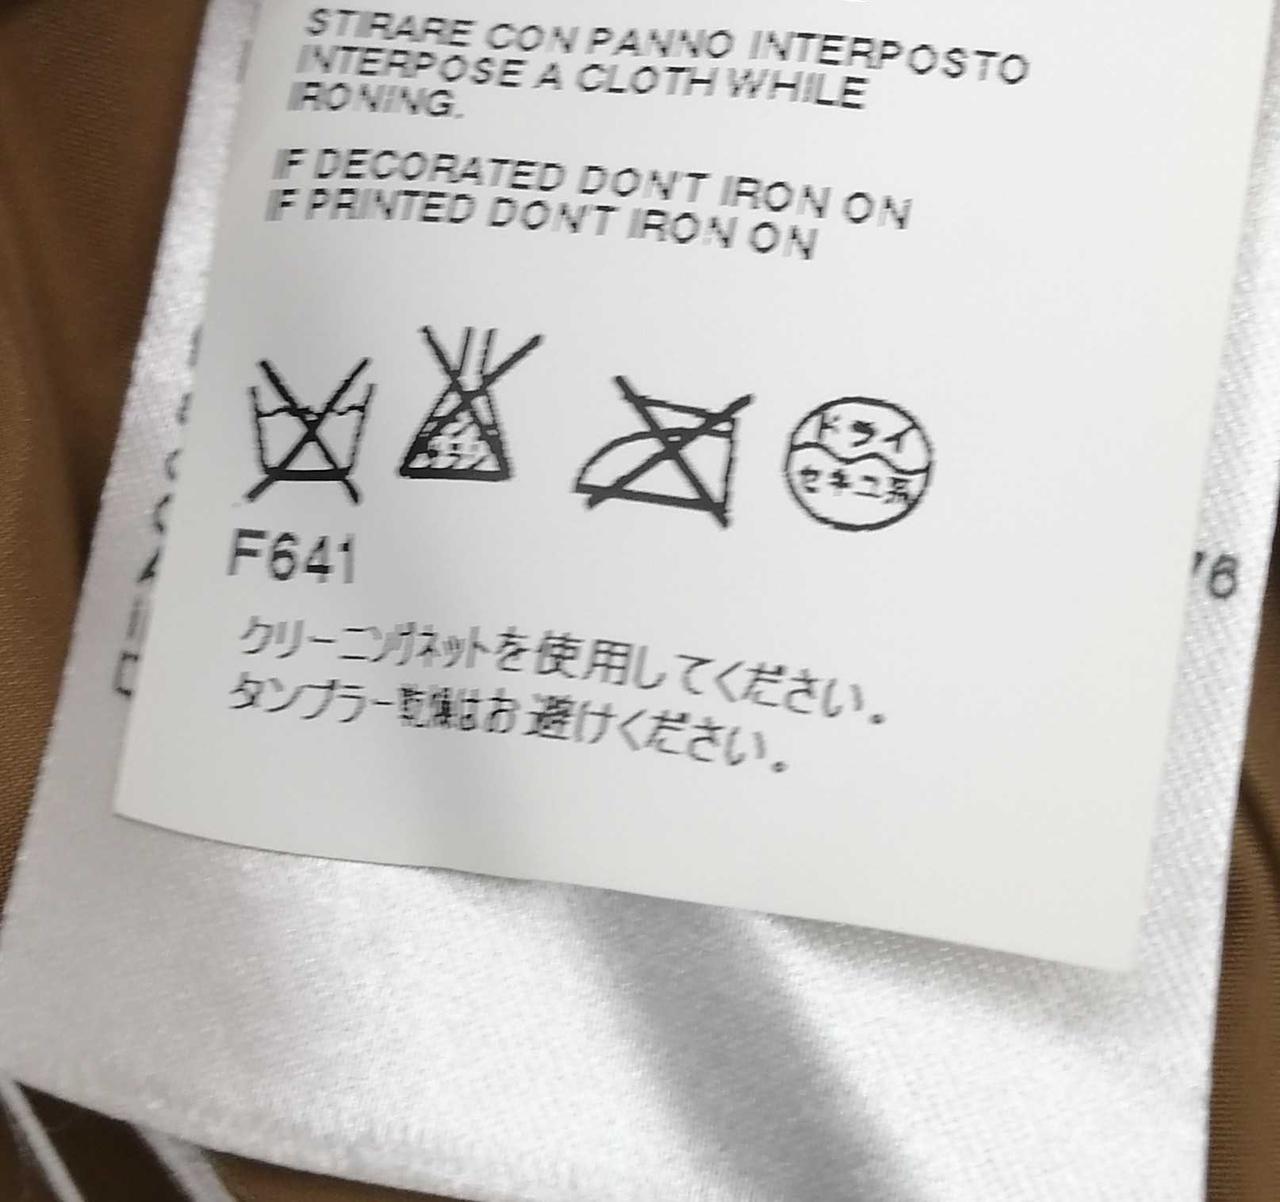 STIRARE CON PANNO INTERPOSTO
INTERPOSE A CLOTH WHILE
IRONING.
IF DECORATED DON'T IRON ON
IF PRINTED DON'T IRON ON
ドライ
セキユ系
F641
76
クリーニングネットを使用してください。
タンブラー乾燥はお避けください。